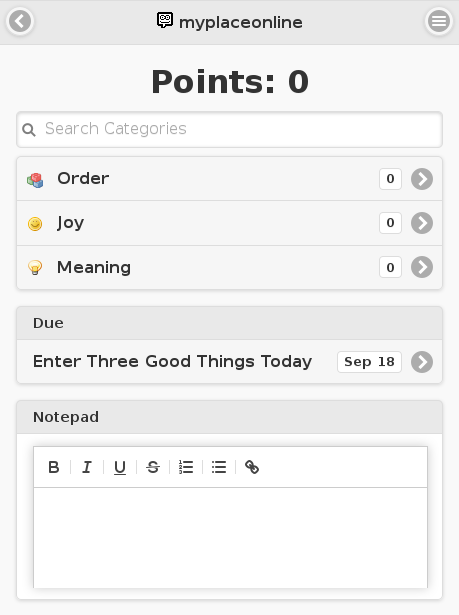 myplaceonline
Points: 0
Search Categories
Order 0
Joy 0
Meaning 0
Due
Enter Three Good Things Today Sep 18
Notepad
B I U S